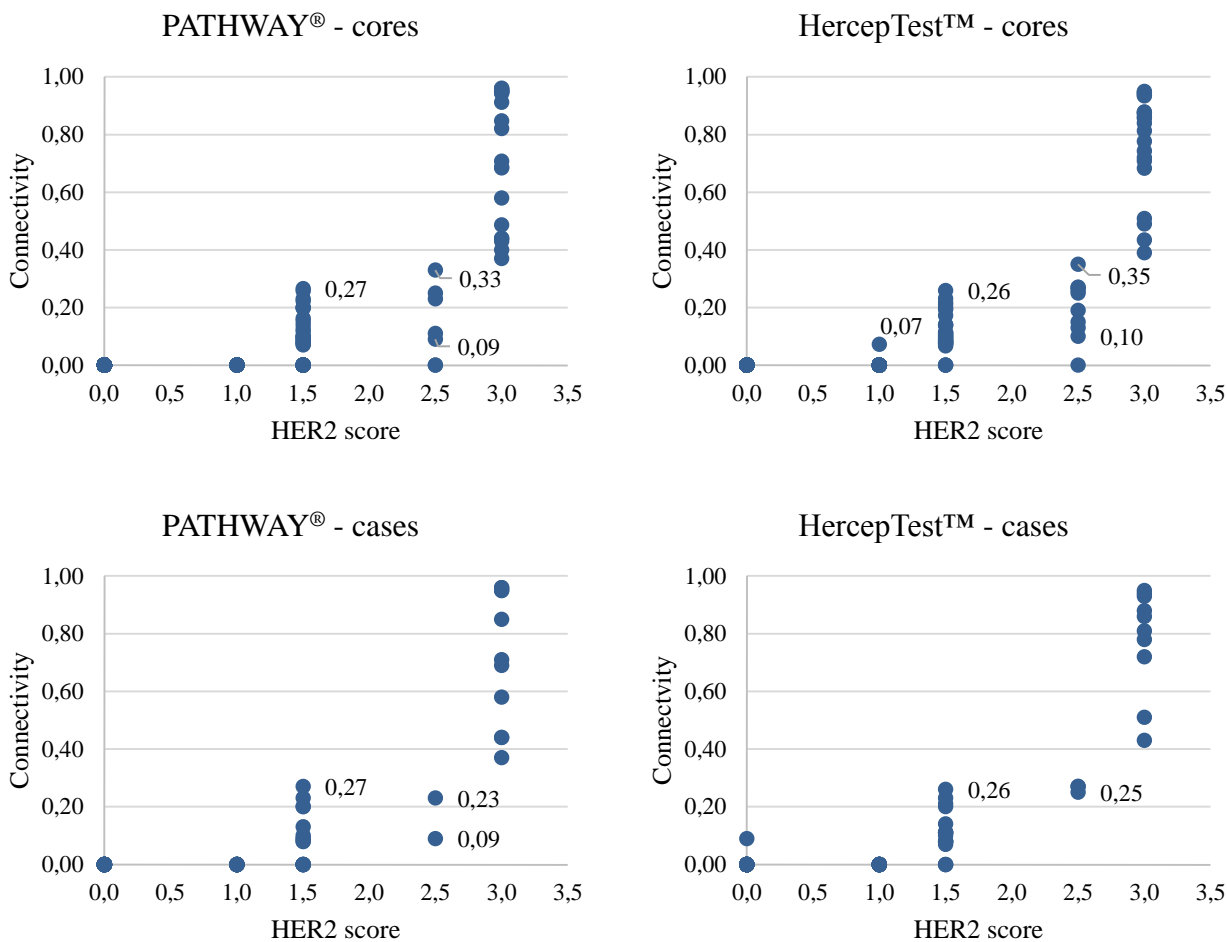 PATHWAY® - cores
1,00
0,80
0,60
0,40
0,20
0,00
Connectivity
0,27
0,33
0,09
0,0 0,5 1,0 1,5 2,0 2,5 3,0 3,5
HER2 score
HercepTest™ - cores
1,00
0,80
0,60
0,40
0,20
0,00
Connectivity
0,07
0,26
0,35
0,10
0,0 0,5 1,0 1,5 2,0 2,5 3,0 3,5
HER2 score
PATHWAY® - cases
1,00
0,80
0,60
0,40
0,20
0,00
Connectivity
0,27
0,23
0,09
0,0 0,5 1,0 1,5 2,0 2,5 3,0 3,5
HER2 score
HercepTest™ - cases
1,00
0,80
0,60
0,40
0,20
0,00
Connectvity
0,26
0,25
0,0 0,5 1,0 1,5 2,0 2,5 3,0 3,5
HER2 score